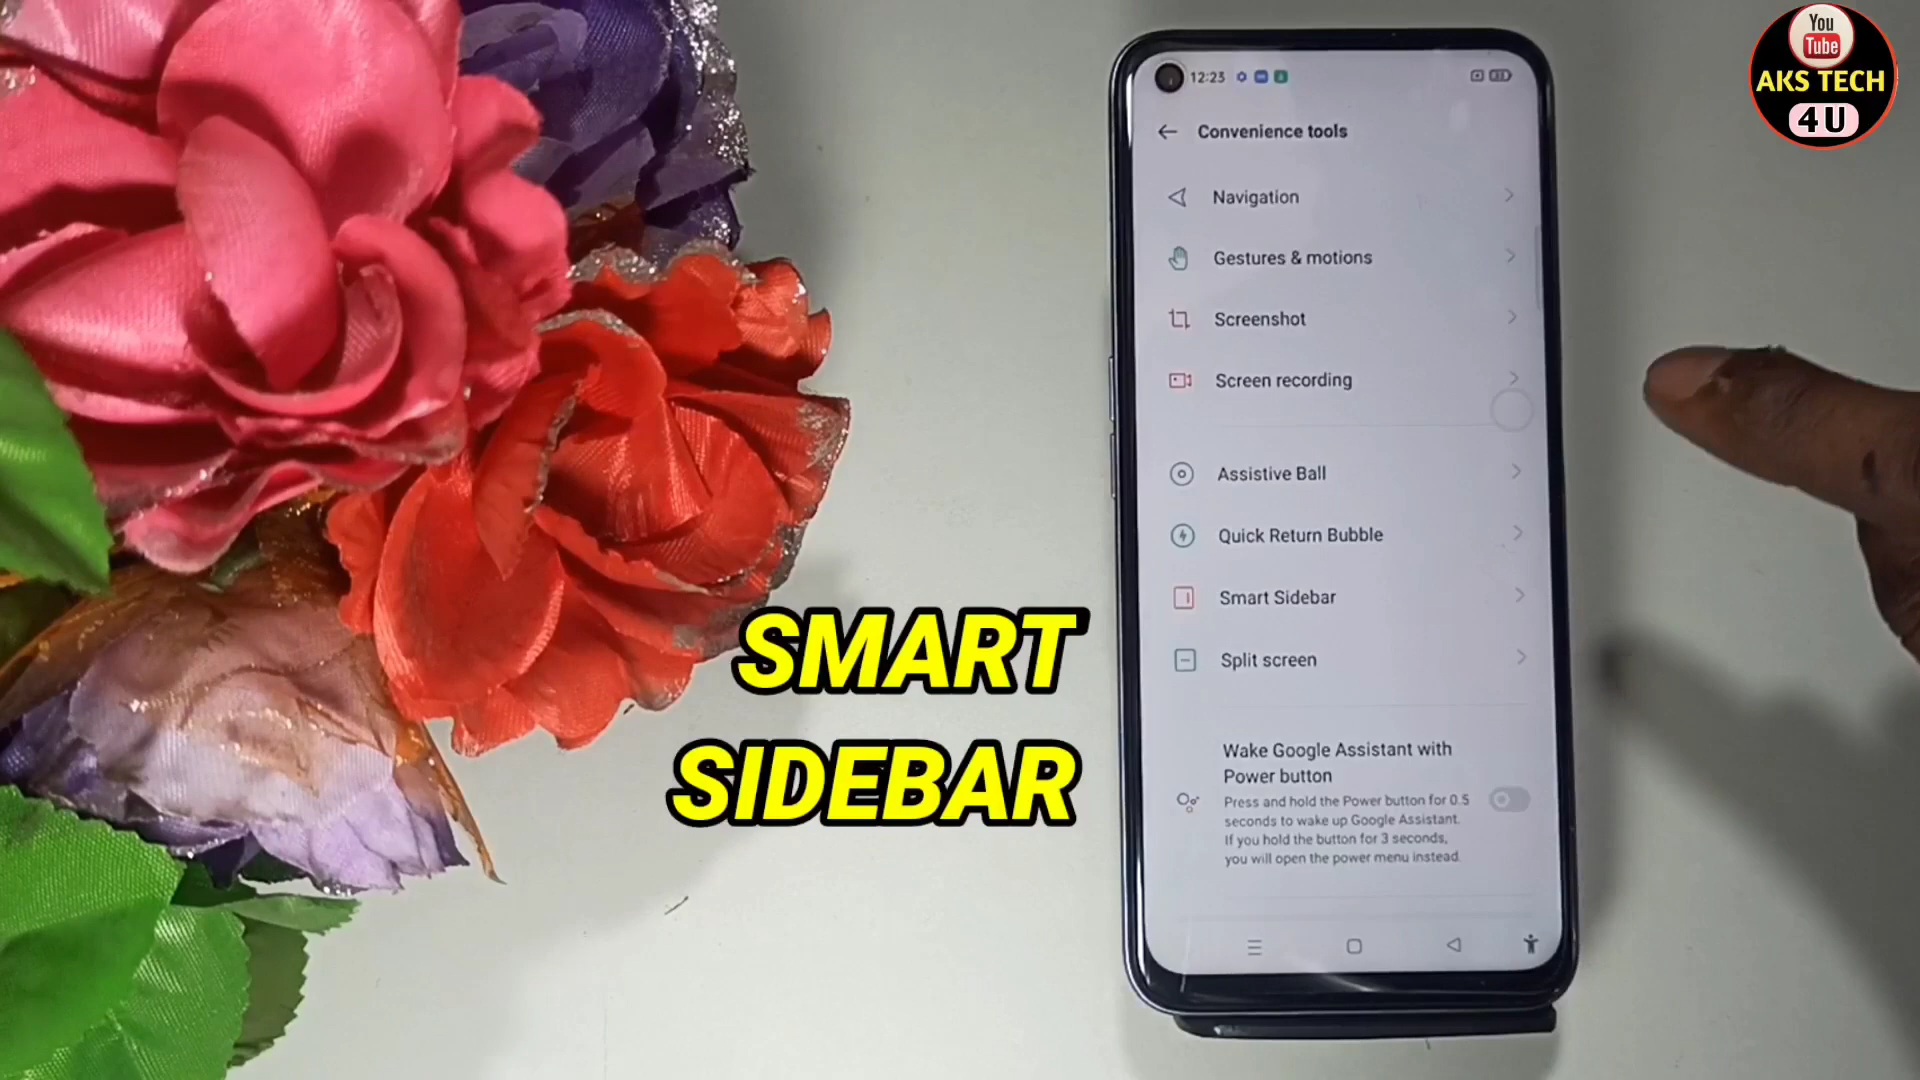 You
Tube
AKS TECH
4U
12:23
Convenience tools
Navigation
Gestures & motions
Screenshot
Screen recording
Assistive Ball
Quick Return Bubble
Smart Sidebar
Split screen
Wake Google Assistant with
Power button
Press and hold the Power button for 0.5
seconds to wake up Google Assistant.
If you hold the button for 3 seconds,
you will open the power menu instead.
SMART
SIDEBAR